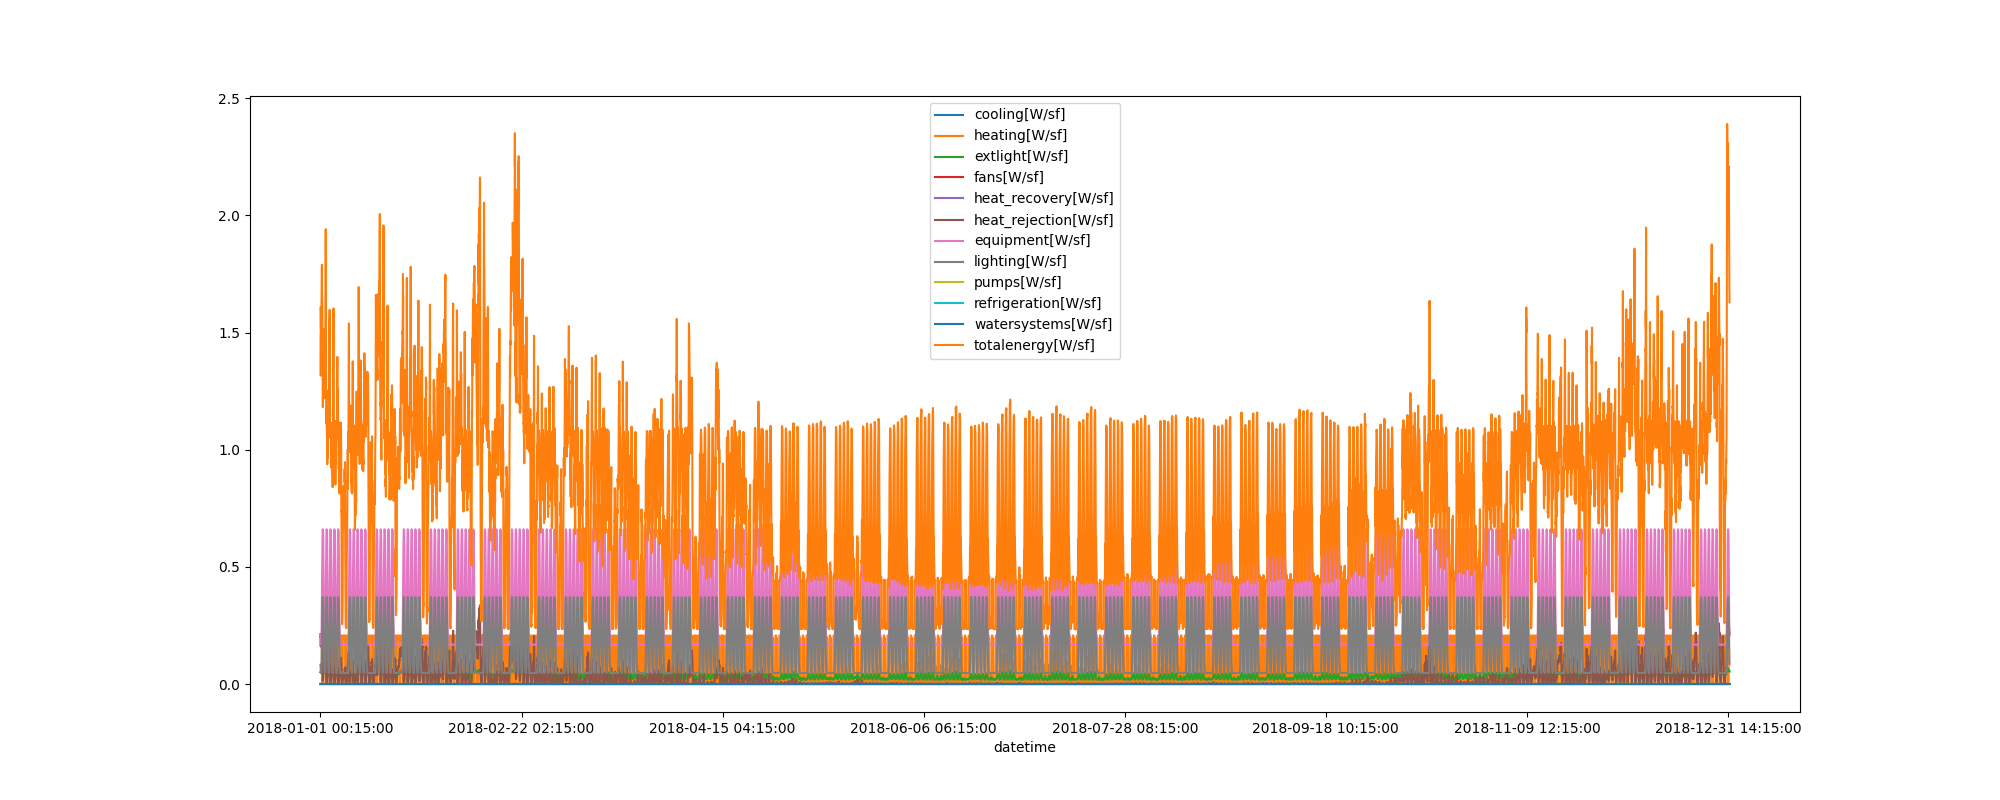 2.5
2.0
1.5
1.0
0.5
0.0
cooling[W/sf]
heating[W/sf]
extlight[W/sf]
fans[W/sf]
heat_recovery[W/sf]
heat_rejection[W/sf]
equipment[W/sf]
lighting[W/sf]
pumps[W/sf]
refrigeration[W/sf]
watersystems[W/sf]
totalenergy[W/sf]
2018-01-01 00:15:00 2018-02-22 02:15:00 2018-04-15 04:15:00 2018-06-06 06:15:00 2018-07-28 08:15:00 2018-09-18 10:15:00 2018-11-09 12:15:00 2018-12-31 14:15:00
datetime